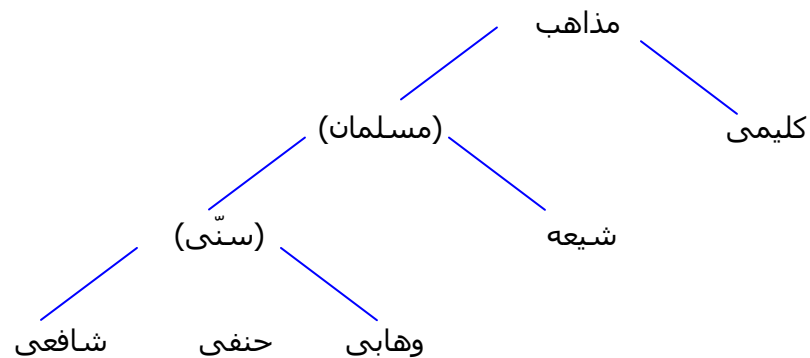 مذاهب
کلیمی (مسلمان)
شیعه (سنّی)
وهابی حنفی شافعی